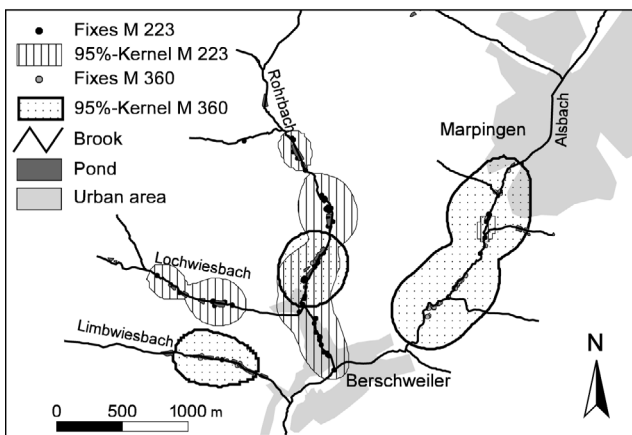 Fixes M 223
95%-Kernel M 223
Fixes M 360
95%-Kernel M 360
Brook
Pond
Urban area
Rohrbach
Marpingen
Alsbach
Lochwiesbach
Limbwiesbach
Berschweiler
N
0 500 1000 m